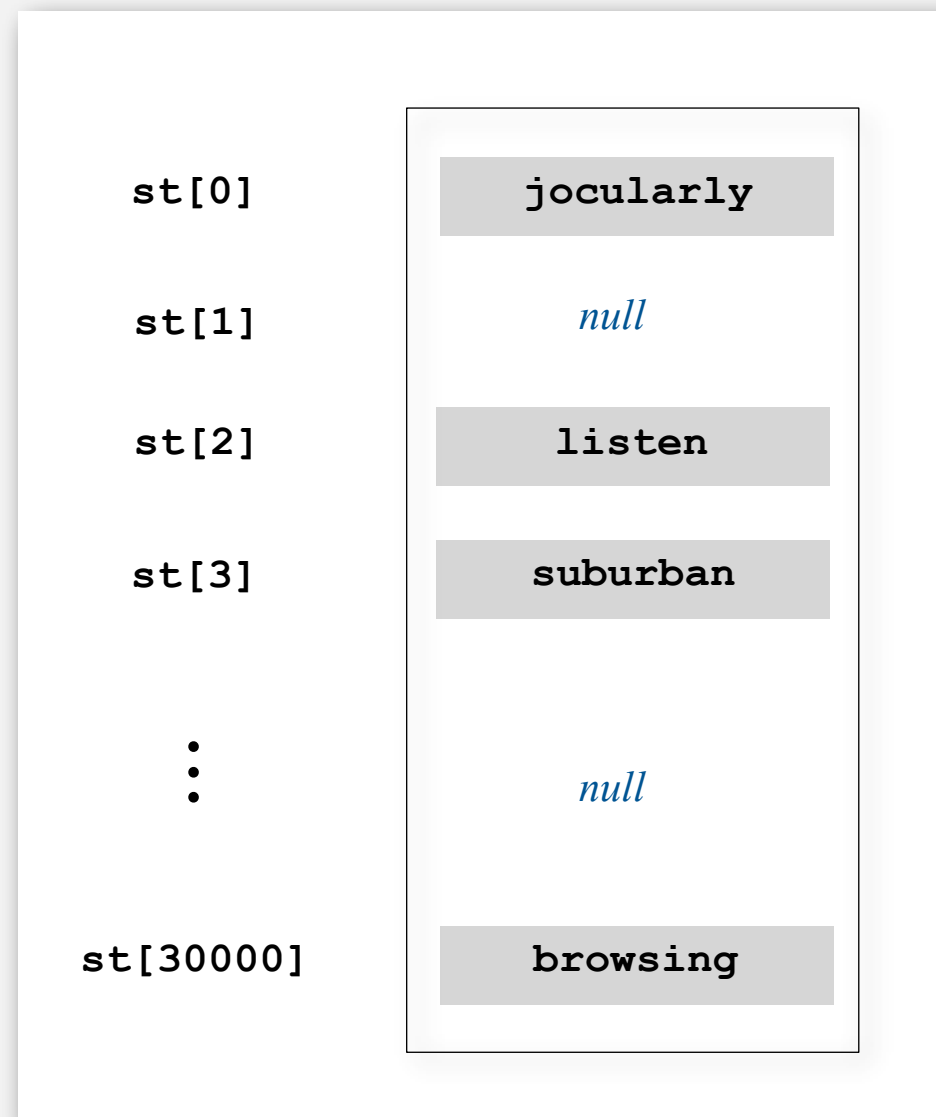 st[0] jocularly
st[1] null
st[2] listen
st[3] suburban
null
st[30000] browsing